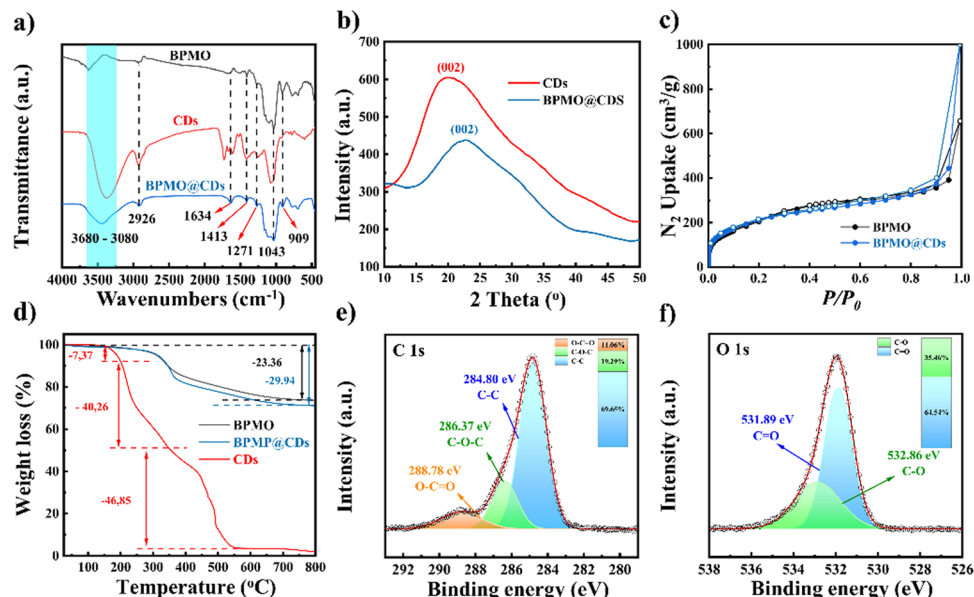 a)
Transmittance (a.u.)
BPMO
CDs
BPMO@CDs
3680 - 3080
2926
1634
1413
1271
1043
909
4000 3500 3000 2500 2000 1500 1000 500
Wavenumbers (cm-1)
b)
Intensity (a.u.)
700
600
500
400
300
200
100
(002)
(002)
CDs
BPMO@CDS
10 15 20 25 30 35 40 45 50
2 Theta (o)
c)
N2 Uptake (cm3/g)
1000
800
600
400
200
0
BPMO
BPMO@CDs
0.0 0.2 0.4 0.6 0.8 1.0
P/P0
d)
Weight loss (%)
100
80
60
40
20
0
-7,37
- 40,26
-46,85
-23.36
-29.94
BPMO
BPMP@CDs
CDs
100 200 300 400 500 600 700 800
Temperature (oC)
e)
C 1s
Intensity (a.u.)
O-C=O
C-O-C
C-C
11.06%
19.29%
69.65%
284.80 eV
C-C
286.37 eV
C-O-C
288.78 eV
O-C=O
292 290 288 286 284 282 280
Binding energy (eV)
f)
O 1s
Intensity (a.u.)
C-O
C=O
35.46%
64.54%
531.89 eV
C=O
532.86 eV
C-O
538 536 534 532 530 528 526
Binding energy (eV)